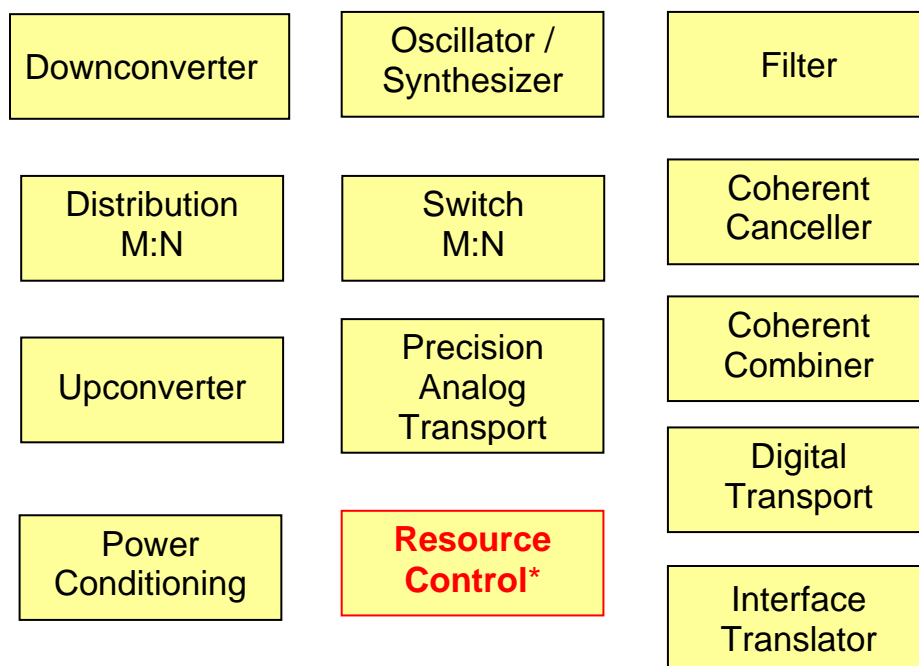 Downconverter
Oscillator /
Synthesizer
Filter
Distribution
M:N
Switch
M:N
Coherent
Canceller
Upconverter
Precision
Analog
Transport
Coherent
Combiner
Digital
Transport
Power
Conditioning
Resource
Control*
Interface
Translator